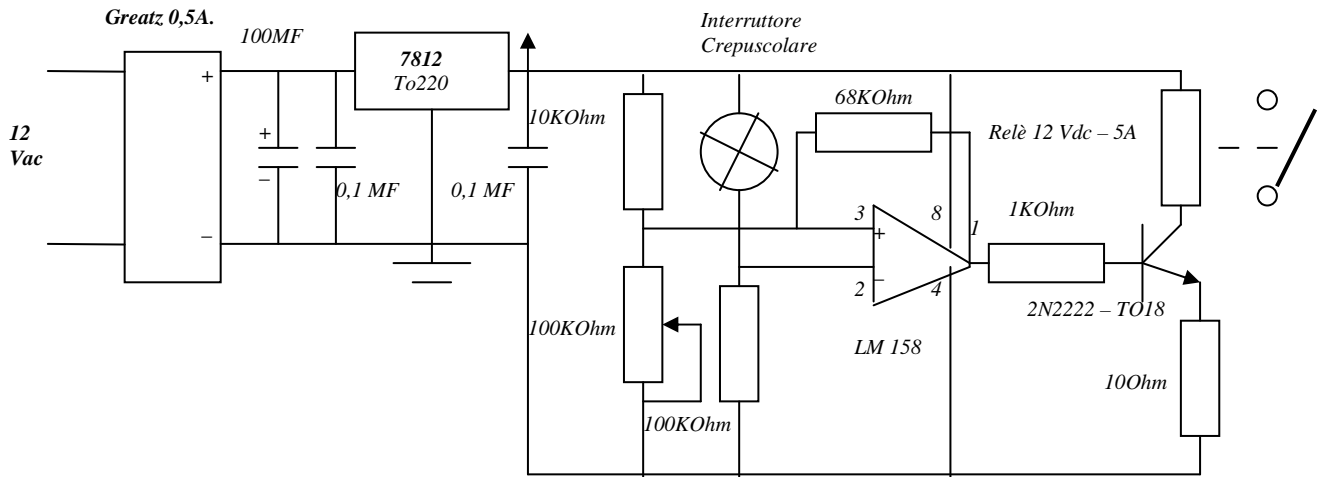 Greatz 0,5A.
Interruttore
Crepuscolare
100MF
7812
To220
+
68KOhm
12
Vac
10KOhm
Relè 12 Vdc – 5A
+
–
0,1 MF
0,1 MF
3
8
1
1KOhm
+
–
2
–
4
2N2222 – TO18
100KOhm
LM 158
10Ohm
100KOhm